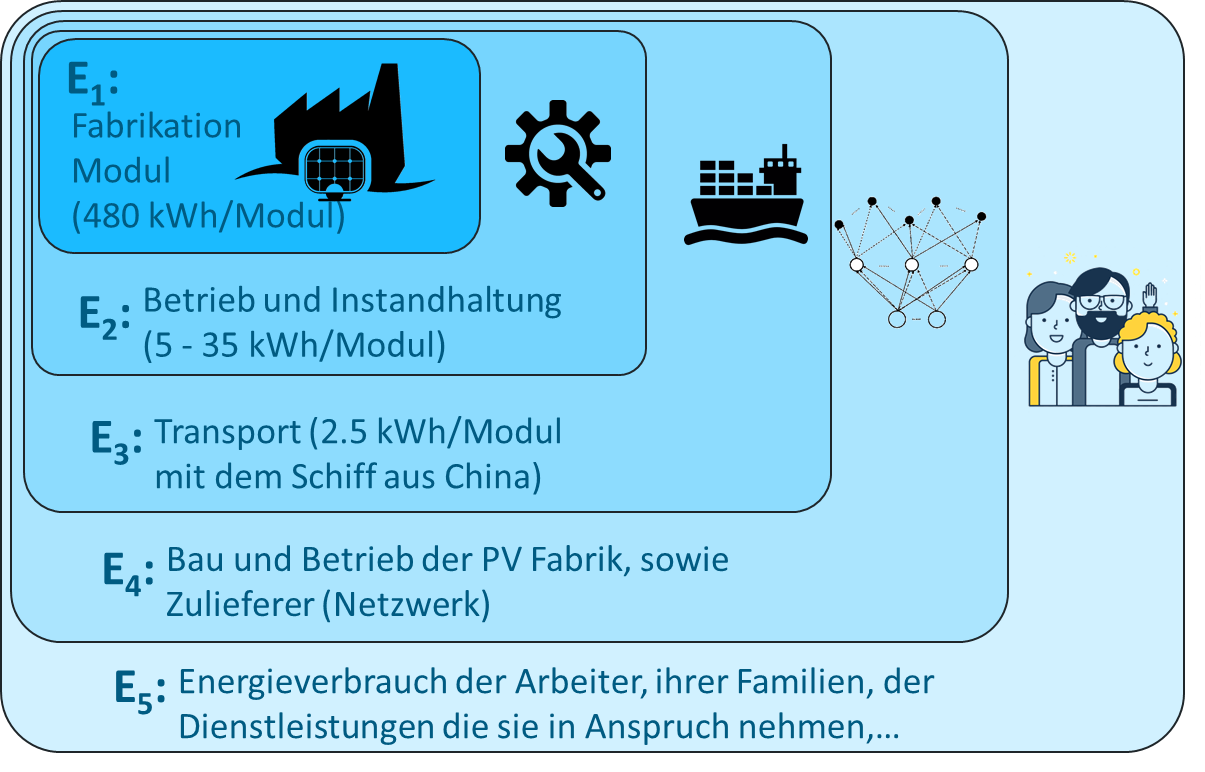 E1:
Fabrikation
Modul
(480 kWh/Modul)
E2: Betrieb und Instandhaltung
(5 - 35 kWh/Modul)
E3: Transport (2.5 kWh/Modul
mit dem Schiff aus China)
E4: Bau und Betrieb der PV Fabrik, sowie
Zulieferer (Netzwerk)
E5: Energieverbrauch der Arbeiter, ihrer Familien, der
Dienstleistungen die sie in Anspruch nehmen,...